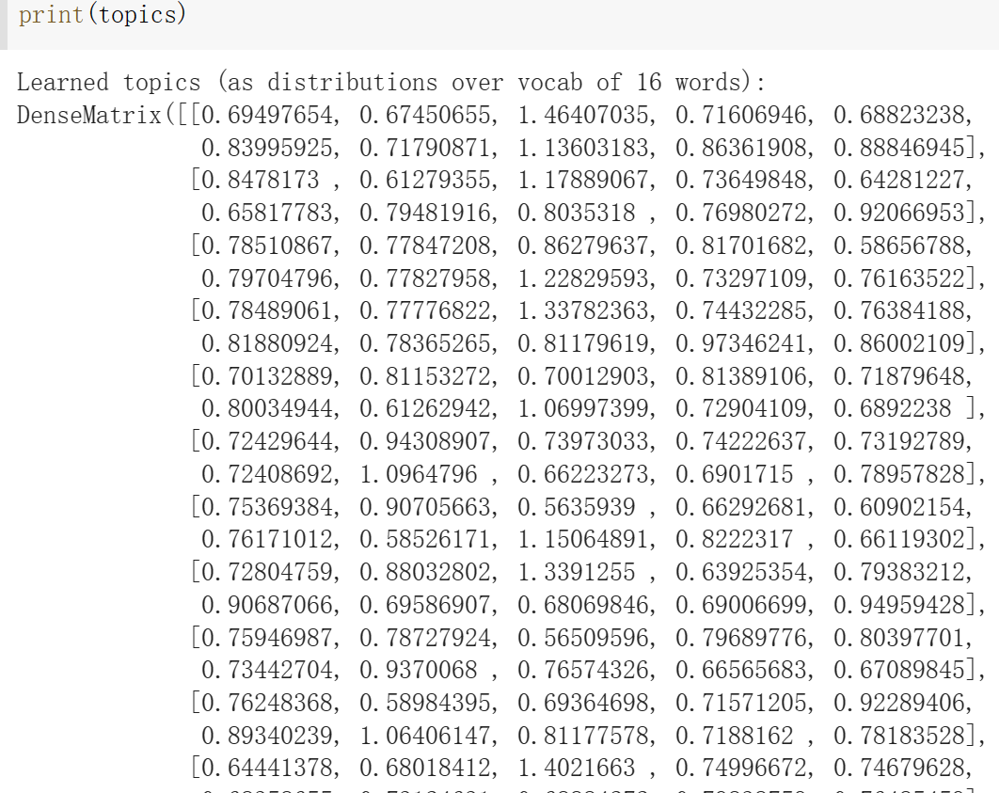 print(topics)
Learned topics (as distributions over vocab of 16 words):
DenseMatrix([[0.69497654, 0.67450655, 1.46407035, 0.71606946, 0.68823238,
0.83995925, 0.71790871, 1.13603183, 0.86361908, 0.88846945],
[0.8478173 , 0.61279355, 1.17889067, 0.73649848, 0.64281227,
0.65817783, 0.79481916, 0.8035318 , 0.76980272, 0.92066953],
[0.78510867, 0.77847208, 0.86279637, 0.81701682, 0.58656788,
0.79704796, 0.77827958, 1.22829593, 0.73297109, 0.76163522],
[0.78489061, 0.77776822, 1.33782363, 0.74432285, 0.76384188,
0.81880924, 0.78365265, 0.81179619, 0.97346241, 0.86002109],
[0.70132889, 0.81153272, 0.70012903, 0.81389106, 0.71879648,
0.80034944, 0.61262942, 1.06997399, 0.72904109, 0.6892238 ],
[0.72429644, 0.94308907, 0.73973033, 0.74222637, 0.73192789,
0.72408692, 1.0964796 , 0.66223273, 0.6901715 , 0.78957828],
[0.75369384, 0.90705663, 0.5635939 , 0.66292681, 0.60902154,
0.76171012, 0.58526171, 1.15064891, 0.8222317 , 0.66119302],
[0.72804759, 0.88032802, 1.3391255 , 0.63925354, 0.79383212,
0.90687066, 0.69586907, 0.68069846, 0.69006699, 0.94959428],
[0.75946987, 0.78727924, 0.56509596, 0.79689776, 0.80397701,
0.73442704, 0.9370068 , 0.76574326, 0.66565683, 0.67089845],
[0.76248368, 0.58984395, 0.69364698, 0.71571205, 0.92289406,
0.89340239, 1.06406147, 0.81177578, 0.7188162 , 0.78183528],
[0.64441378, 0.68018412, 1.4021663 , 0.74996672, 0.74679628,